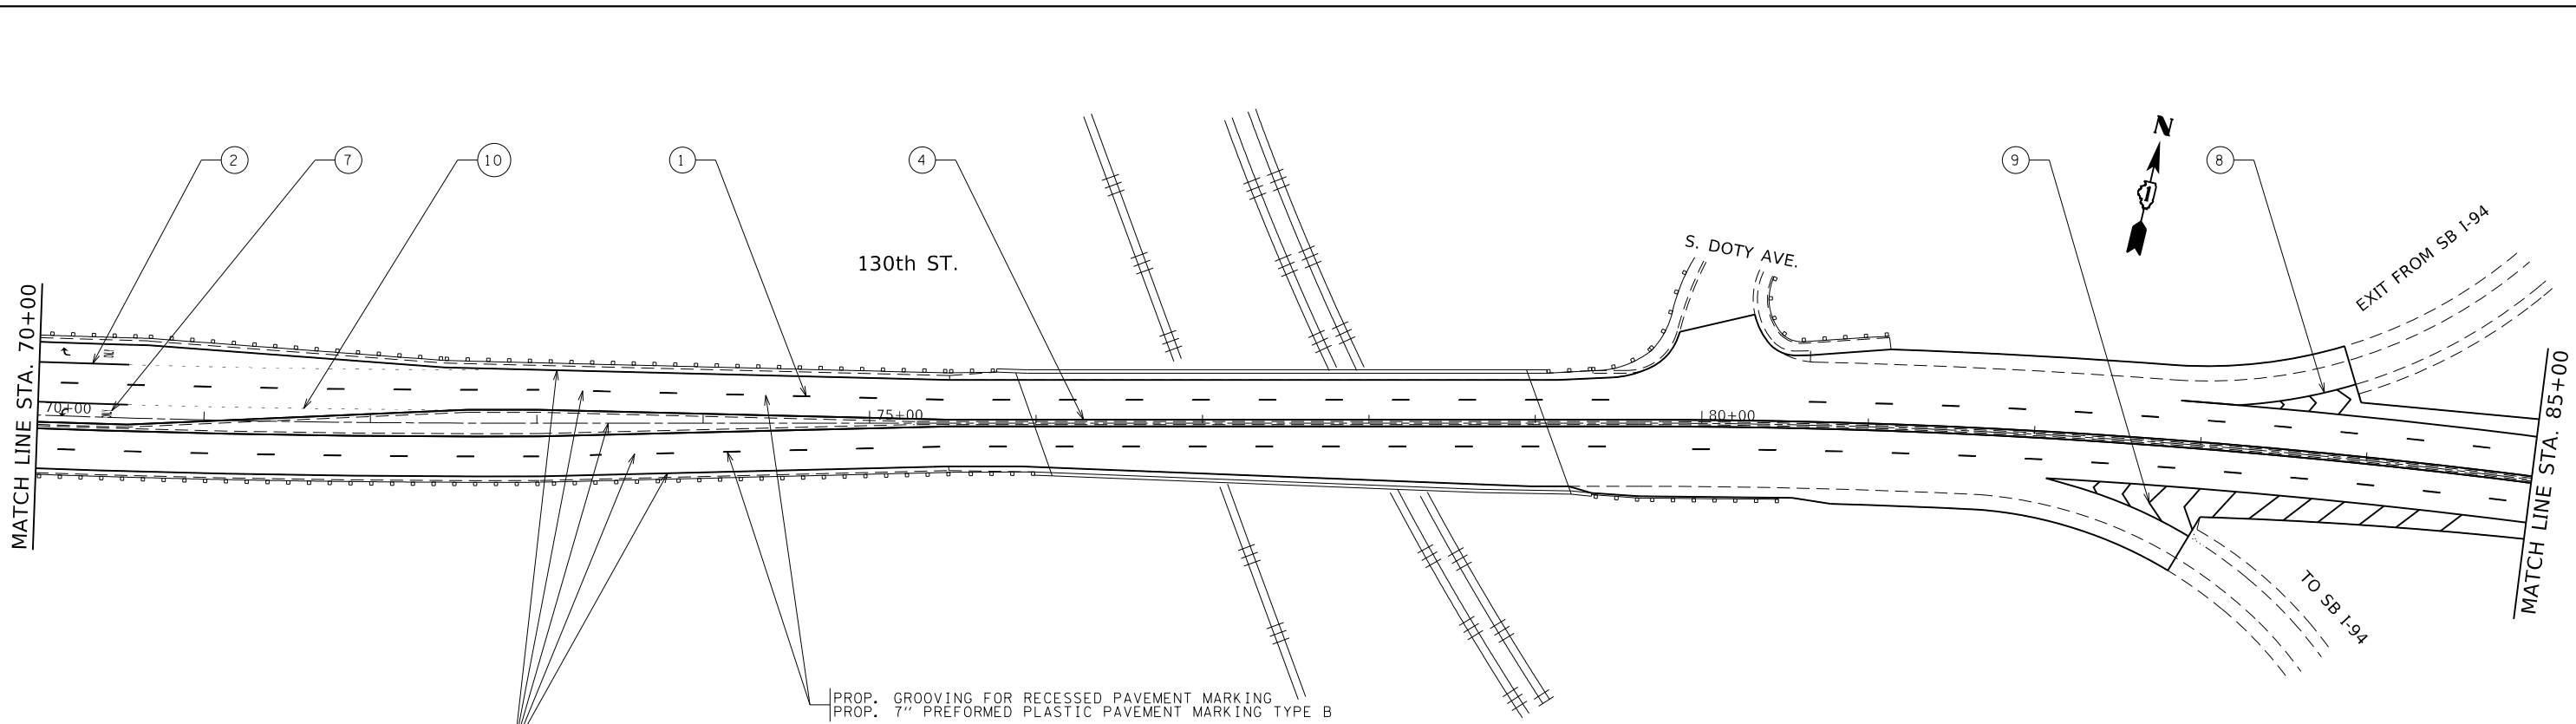 N
2
7
10
1
4
9
8
S. DOTY AVE.
EXIT FROM SB I-94
130th ST.
MATCH LINE STA. 70+00
MATCH LINE STA. 85+00
70+00
75+00
80+00
TO SB I-94
PROP. GROOVING FOR RECESSED PAVEMENT MARKING
PROP. 7" PREFORMED PLASTIC PAVEMENT MARKING TYPE B